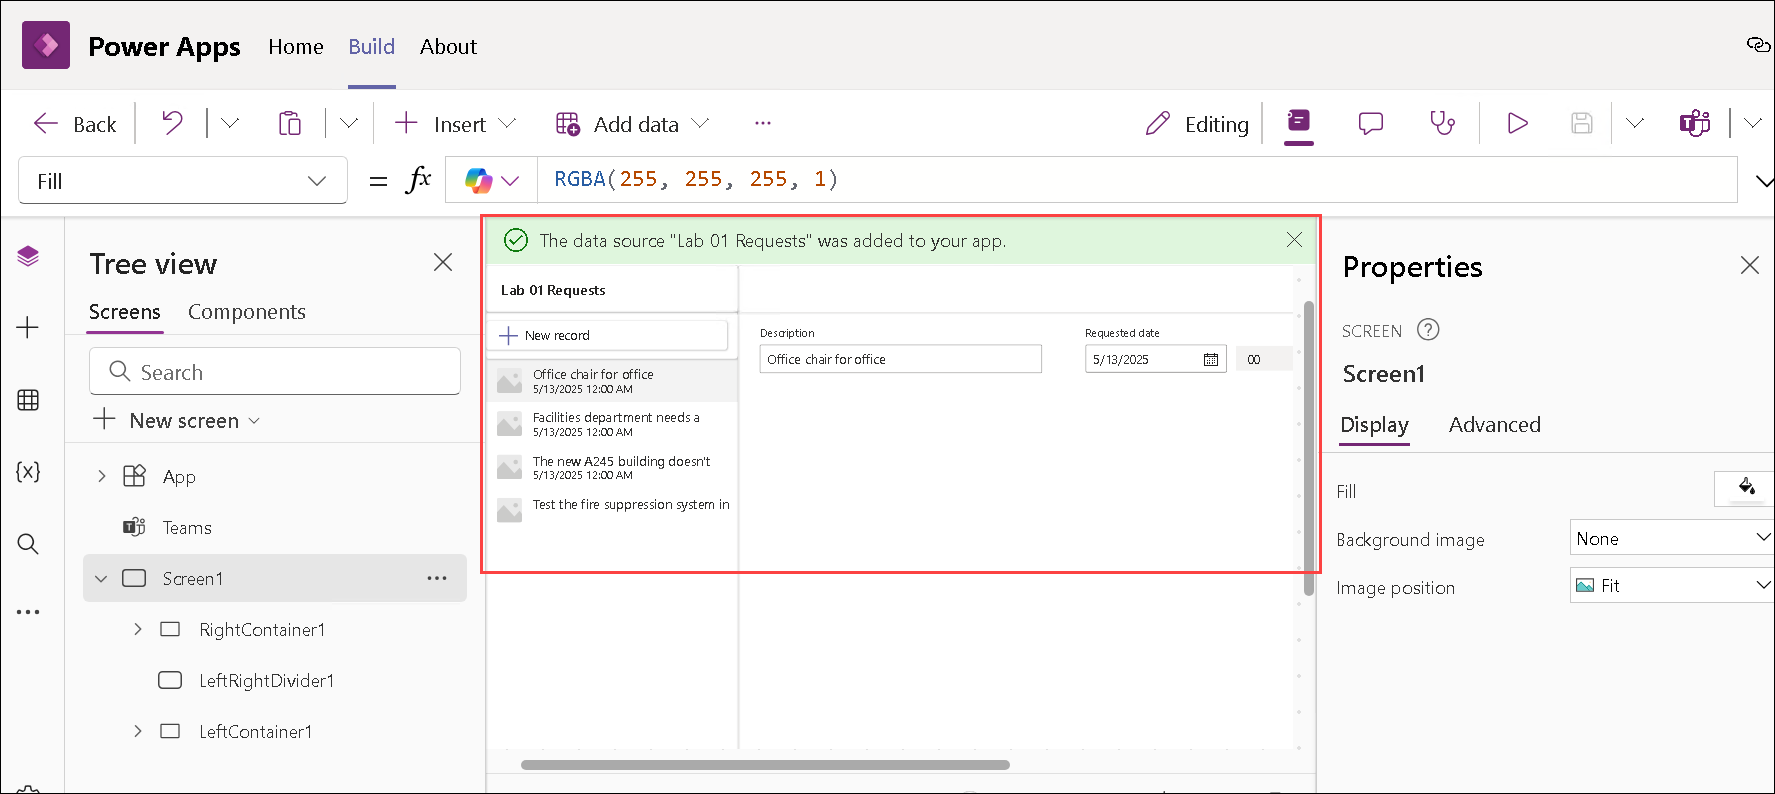 Power Apps Home Build About
Back Insert Add data ... Editing
Fill = fx RGBA(255, 255, 255, 1)
Tree view
Screens Components
Search
New screen
App
Teams
Screen1 ...
RightContainer1
LeftRightDivider1
LeftContainer1
The data source "Lab 01 Requests" was added to your app.
Lab 01 Requests
New record
Office chair for office
5/13/2025 12:00 AM
Facilities department needs a
5/13/2025 12:00 AM
The new A245 building doesn't
5/13/2025 12:00 AM
Test the fire suppression system in
Description
Office chair for office
Requested date
5/13/2025 00
Properties
SCREEN ?
Screen1
Display Advanced
Fill
Background image None
Image position Fit